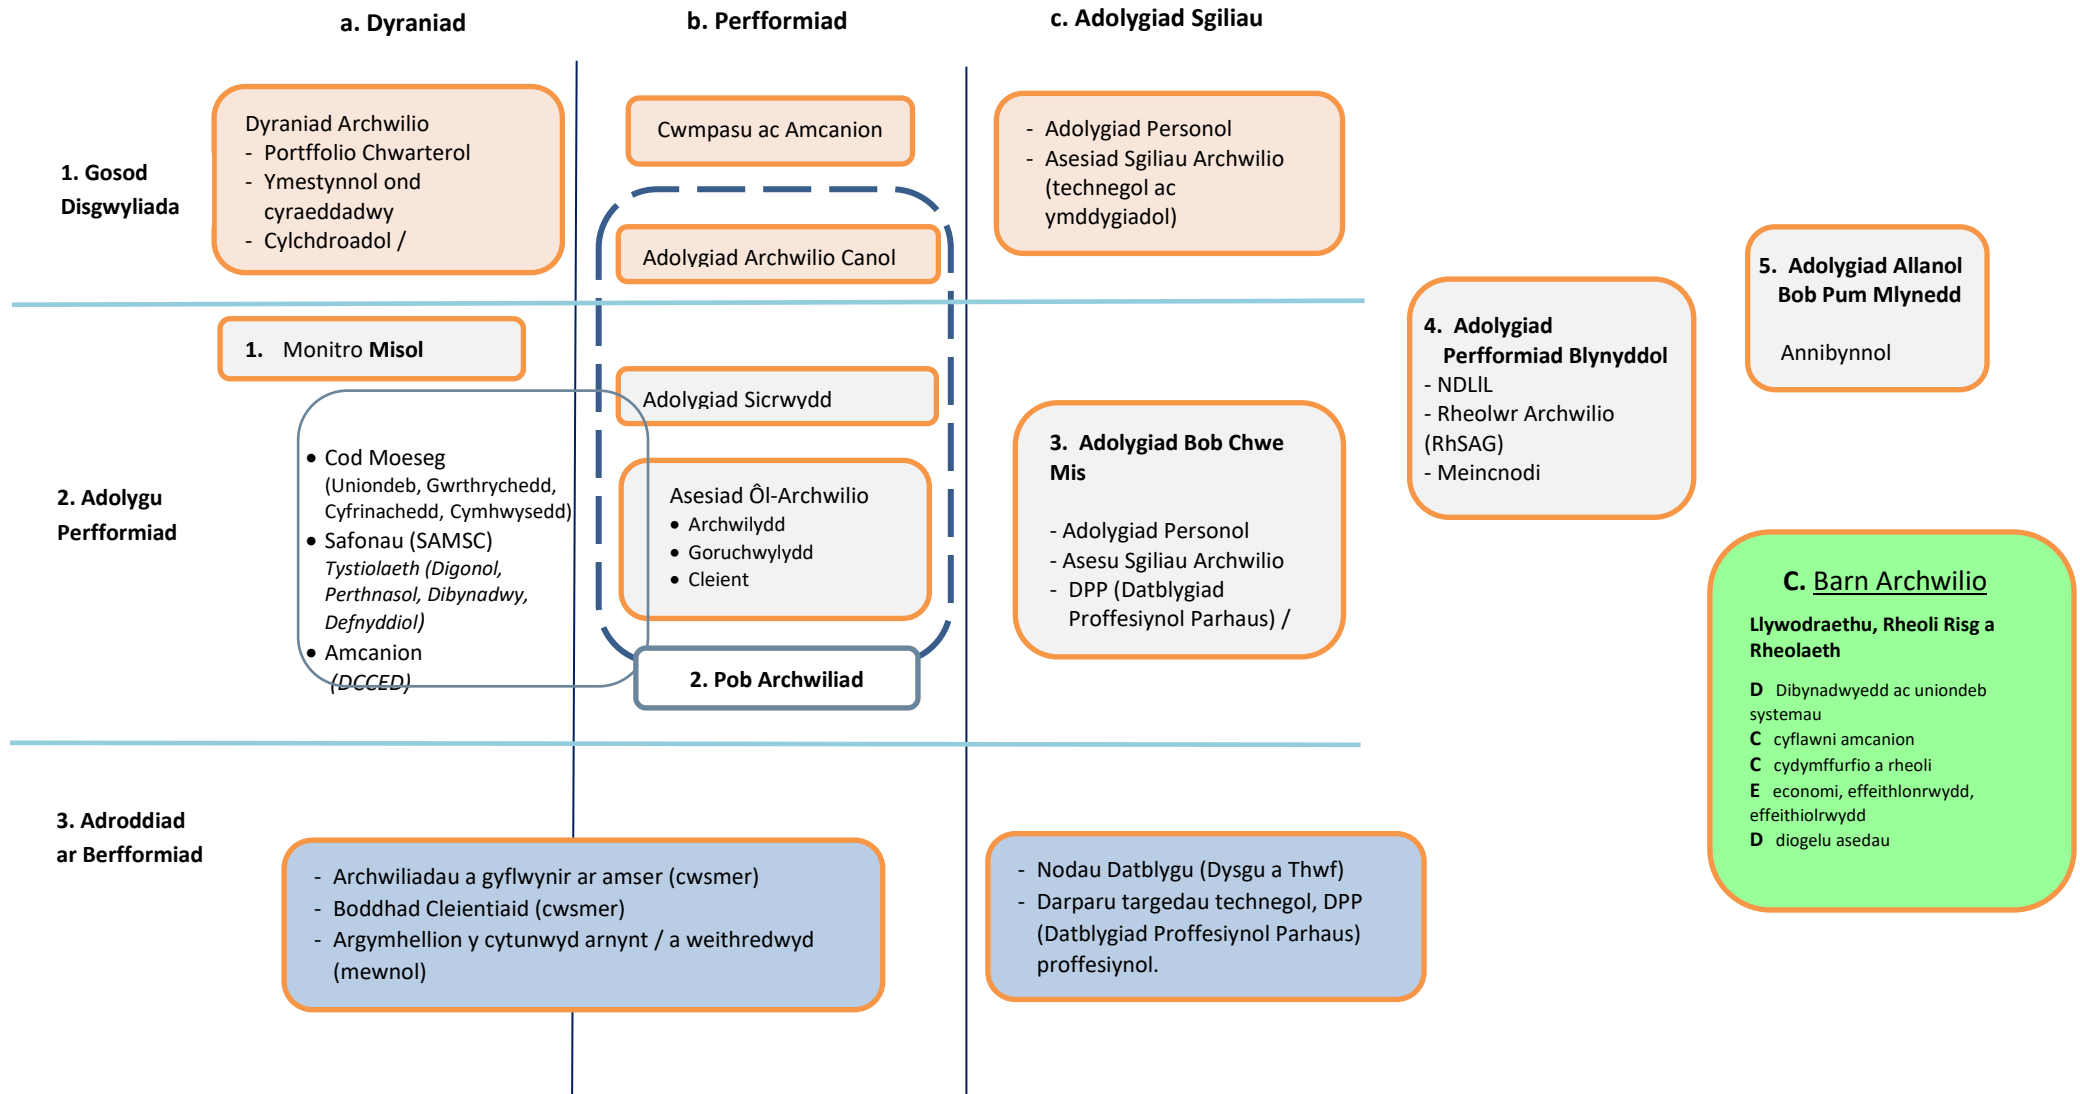 a. Dyraniad
b. Perfformiad
c. Adolygiad Sgiliau
1. Gosod
Disgwyliada
Dyraniad Archwilio
- Portffolio Chwarterol
- Ymestynnol ond
cyraeddadwy
- Cylchdroadol /
Cwmpasu ac Amcanion
Adolygiad Archwilio Canol
- Adolygiad Personol
- Asesiad Sgiliau Archwilio
(technegol ac
ymddygiadol)
2. Adolygu
Perfformiad
1. Monitro Misol
• Cod Moeseg
(Uniondeb, Gwrthrychedd,
Cyfrinachedd, Cymhwysedd)
• Safonau (SAMSC)
Tystiolaeth (Digonol,
Perthnasol, Dibynadwy,
Defnyddiol)
• Amcanion
(DCCED)
Adolygiad Sicrwydd
Asesiad Ôl-Archwilio
• Archwilydd
• Goruchwylydd
• Cleient
2. Pob Archwiliad
3. Adolygiad Bob Chwe
Mis
- Adolygiad Personol
- Asesu Sgiliau Archwilio
- DPP (Datblygiad
Proffesiynol Parhaus) /
4. Adolygiad
Perfformiad Blynyddol
- NDLlL
- Rheolwr Archwilio
(RhSAG)
- Meincnodi
5. Adolygiad Allanol
Bob Pum Mlynedd
Annibynnol
C. Barn Archwilio
Llywodraethu, Rheoli Risg a
Rheolaeth
D Dibynadwyedd ac uniondeb
systemau
C cyflawni amcanion
C cydymffurfio a rheoli
E economi, effeithlonrwydd,
effeithiolrwydd
D diogelu asedau
3. Adroddiad
ar Berfformiad
- Archwiliadau a gyflwynir ar amser (cwsmer)
- Boddhad Cleientiaid (cwsmer)
- Argymhellion y cytunwyd arnynt / a weithredwyd
(mewnol)
- Nodau Datblygu (Dysgu a Thwf)
- Darparu targedau technegol, DPP
(Datblygiad Proffesiynol Parhaus)
proffesiynol.